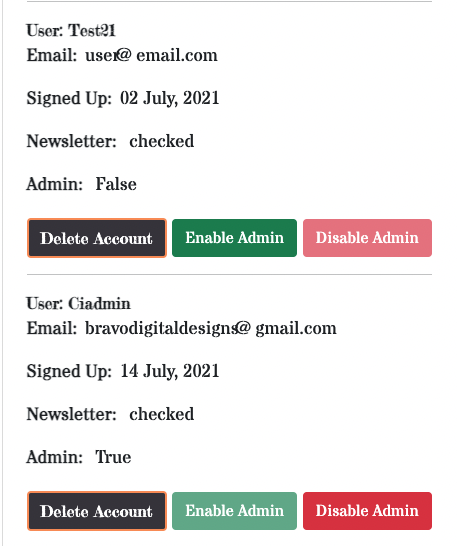 User: Test21
Email: user@email.com
Signed Up: 02 July, 2021
Newsletter: checked
Admin: False
Delete Account Enable Admin Disable Admin
User: Ciadmin
Email: bravodigitaldesigns@gmail.com
Signed Up: 14 July, 2021
Newsletter: checked
Admin: True
Delete Account Enable Admin Disable Admin